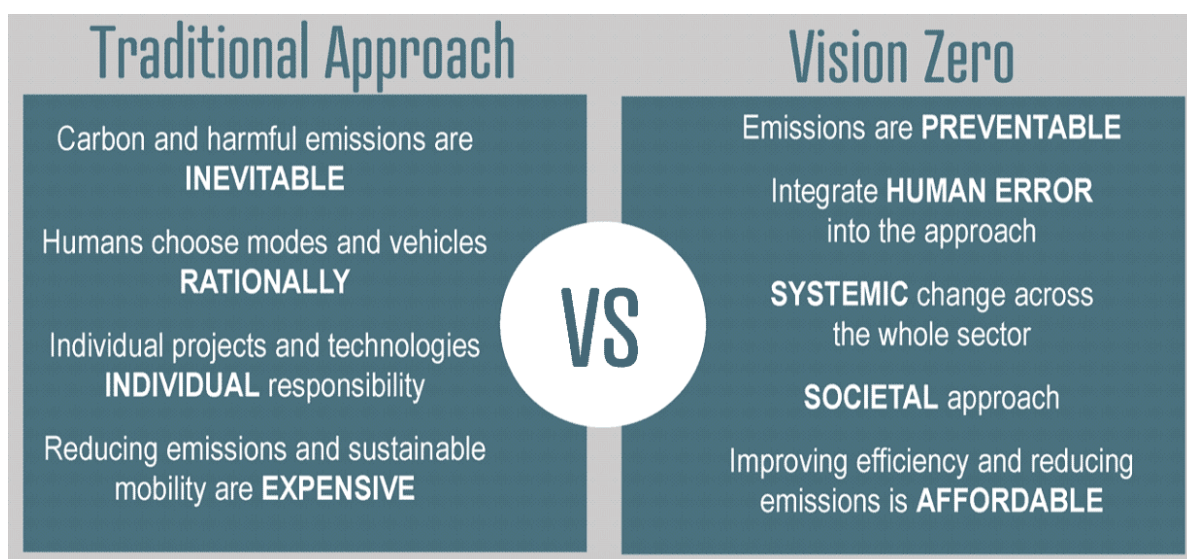 Traditional Approach
Carbon and harmful emissions are
INEVITABLE
Humans choose modes and vehicles
RATIONALLY
Individual projects and technologies
INDIVIDUAL responsibility
Reducing emissions and sustainable
mobility are EXPENSIVE
VS
Vision Zero
Emissions are PREVENTABLE
Integrate HUMAN ERROR
into the approach
SYSTEMIC change across
the whole sector
SOCIETAL approach
Improving efficiency and reducing
emissions is AFFORDABLE